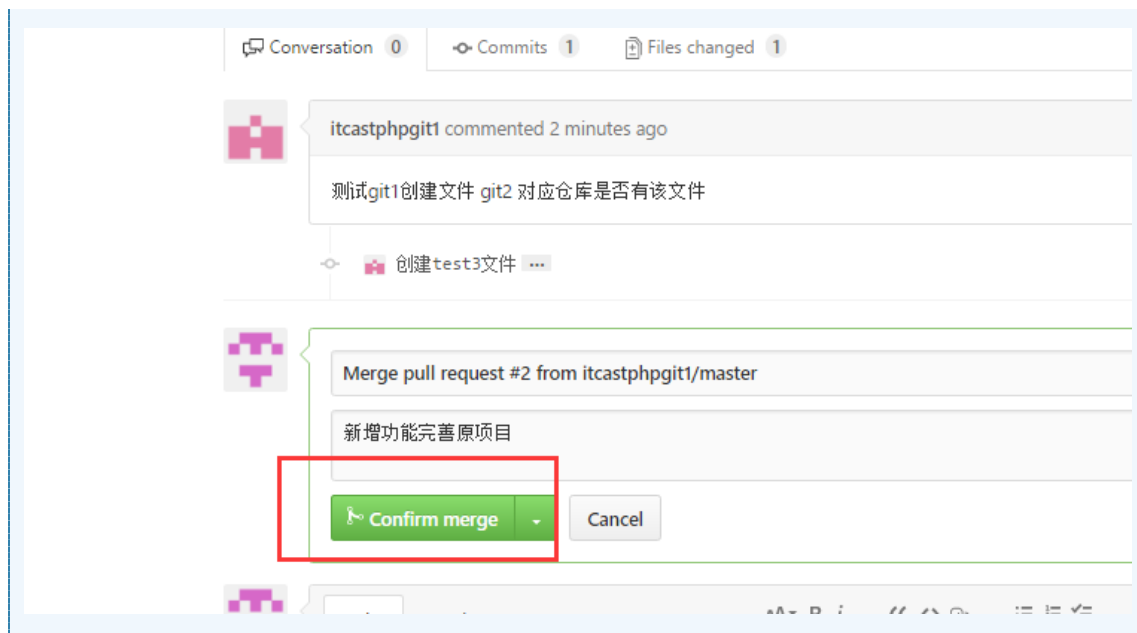 Conversation 0 Commits 1 Files changed 1
itcastphpgit1 commented 2 minutes ago
测试git1创建文件 git2 对应仓库是否有该文件
创建test3文件 …
Merge pull request #2 from itcastphpgit1/master
新增功能完善原项目
Confirm merge Cancel